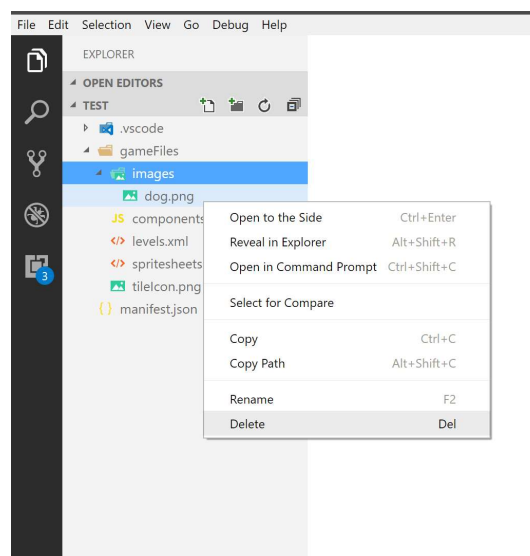 File Edit Selection View Go Debug Help
EXPLORER
OPEN EDITORS
TEST
.vscode
gameFiles
images
dog.png
JS components
levels.xml
spritesheets
tileIcon.png
{ } manifest.json
3
Open to the Side Ctrl+Enter
Reveal in Explorer Alt+Shift+R
Open in Command Prompt Ctrl+Shift+C
Select for Compare
Copy Ctrl+C
Copy Path Alt+Shift+C
Rename F2
Delete Del